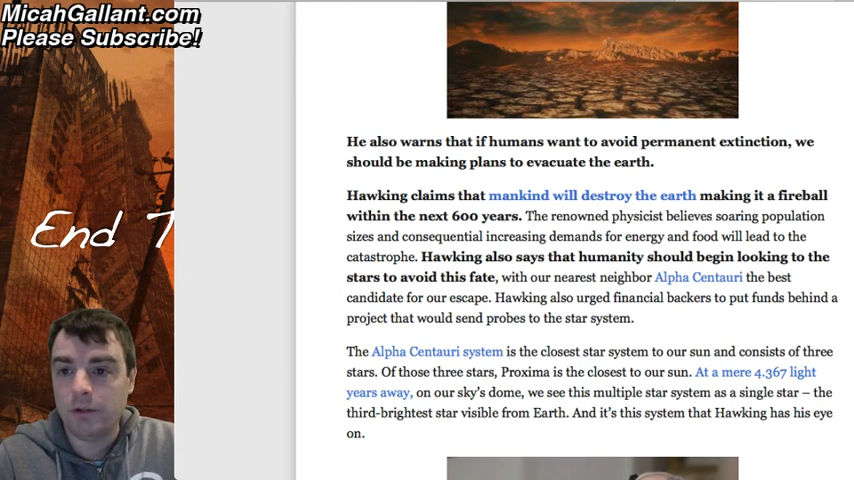 MicahGallant.com
Please Subscribe!
End T
He also warns that if humans want to avoid permanent extinction, we
should be making plans to evacuate the earth.
Hawking claims that mankind will destroy the earth making it a fireball
within the next 600 years. The renowned physicist believes soaring population
sizes and consequential increasing demands for energy and food will lead to the
catastrophe. Hawking also says that humanity should begin looking to the
stars to avoid this fate, with our nearest neighbor Alpha Centauri the best
candidate for our escape. Hawking also urged financial backers to put funds behind a
project that would send probes to the star system.
The Alpha Centauri system is the closest star system to our sun and consists of three
stars. Of those three stars, Proxima is the closest to our sun. At a mere 4.367 light
years away, on our sky's dome, we see this multiple star system as a single star – the
third-brightest star visible from Earth. And it's this system that Hawking has his eye
on.